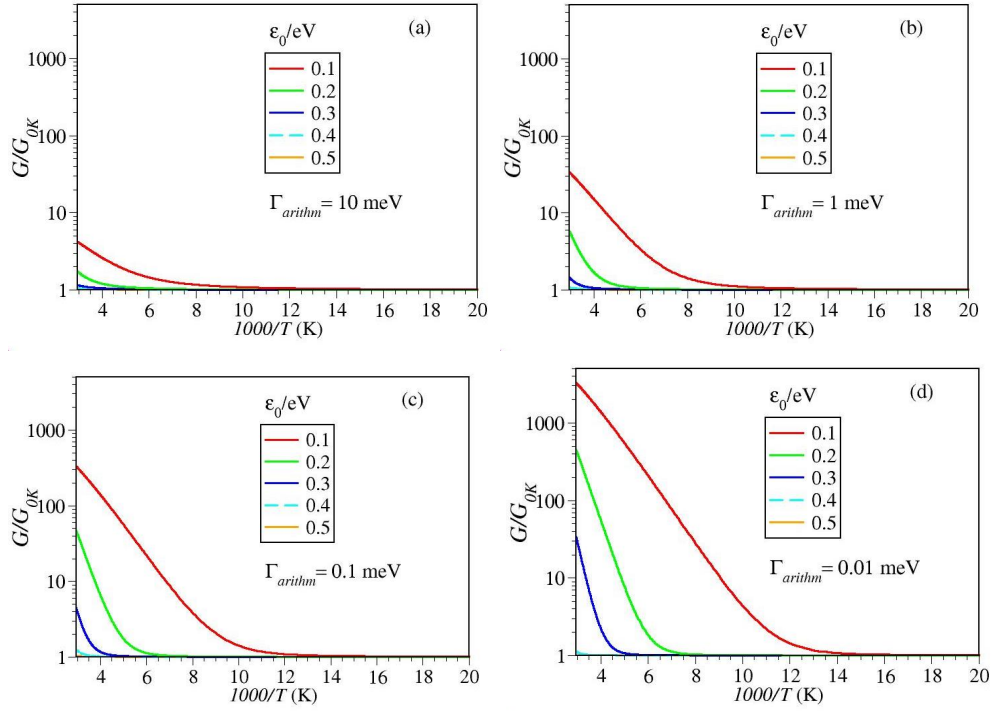 ε0/eV (a)
1000
0.1
0.2
0.3
100
0.4
0.5
G/G0K
Γarithm= 10 meV
10
1
4 6 8 10 12 14 16 18 20
1000/T (K)
ε0/eV (b)
1000
0.1
0.2
0.3
100
0.4
0.5
G/G0K
Γarithm= 1 meV
10
1
4 6 8 10 12 14 16 18 20
1000/T (K)
ε0/eV (c)
1000
0.1
0.2
0.3
100
0.4
0.5
G/G0K
Γarithm= 0.1 meV
10
1
4 6 8 10 12 14 16 18 20
1000/T (K)
ε0/eV (d)
1000
0.1
0.2
0.3
100
0.4
0.5
G/G0K
Γarithm= 0.01 meV
10
1
4 6 8 10 12 14 16 18 20
1000/T (K)